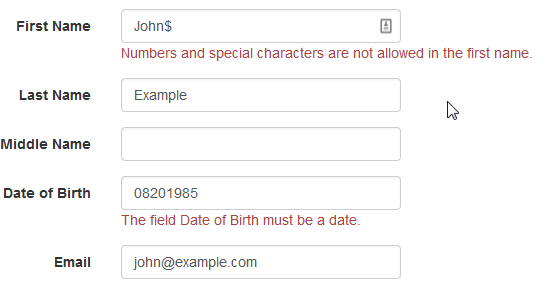 First Name John$
Numbers and special characters are not allowed in the first name.
Last Name Example
Middle Name
Date of Birth 08201985
The field Date of Birth must be a date.
Email john@example.com